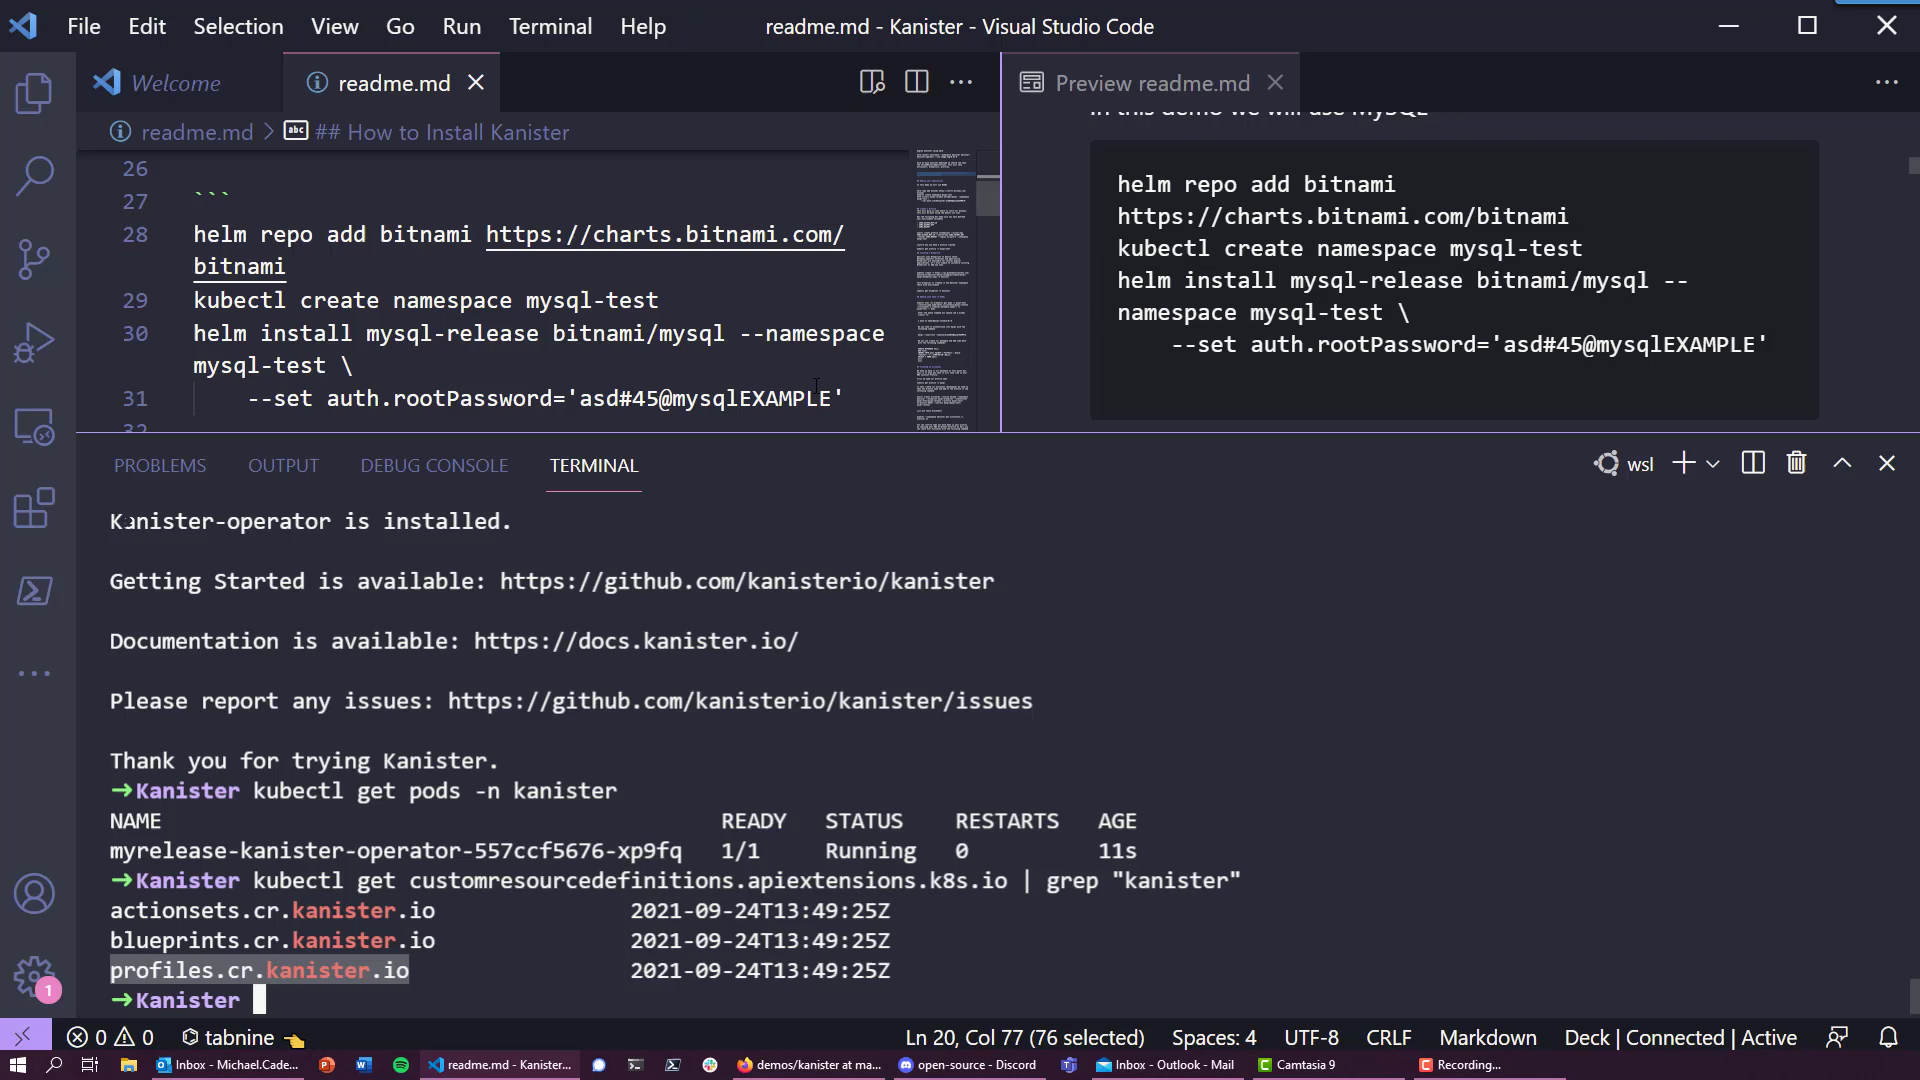 File Edit Selection View Go Run Terminal Help readme.md - Kanister - Visual Studio Code
Welcome readme.md Preview readme.md
readme.md > abc ## How to Install Kanister
26
27 ```
28 helm repo add bitnami https://charts.bitnami.com/
bitnami
29 kubectl create namespace mysql-test
30 helm install mysql-release bitnami/mysql --namespace
mysql-test \
31 --set auth.rootPassword='asd#45@mysqlEXAMPLE'
32
In this demo we will use MySQL
helm repo add bitnami
https://charts.bitnami.com/bitnami
kubectl create namespace mysql-test
helm install mysql-release bitnami/mysql --
namespace mysql-test \
--set auth.rootPassword='asd#45@mysqlEXAMPLE'
PROBLEMS OUTPUT DEBUG CONSOLE TERMINAL wsl
Kanister-operator is installed.
Getting Started is available: https://github.com/kanisterio/kanister
Documentation is available: https://docs.kanister.io/
Please report any issues: https://github.com/kanisterio/kanister/issues
Thank you for trying Kanister.
➜Kanister kubectl get pods -n kanister
NAME READY STATUS RESTARTS AGE
myrelease-kanister-operator-557ccf5676-xp9fq 1/1 Running 0 11s
➜Kanister kubectl get customresourcedefinitions.apiextensions.k8s.io | grep "kanister"
actionsets.cr.kanister.io 2021-09-24T13:49:25Z
blueprints.cr.kanister.io 2021-09-24T13:49:25Z
profiles.cr.kanister.io 2021-09-24T13:49:25Z
➜Kanister
1
0 0 tabnine Ln 20, Col 77 (76 selected) Spaces: 4 UTF-8 CRLF Markdown Deck | Connected | Active
Inbox - Michael.Cade... readme.md - Kanister... demos/kanister at ma... open-source - Discord Inbox - Outlook - Mail Camtasia 9 Recording...